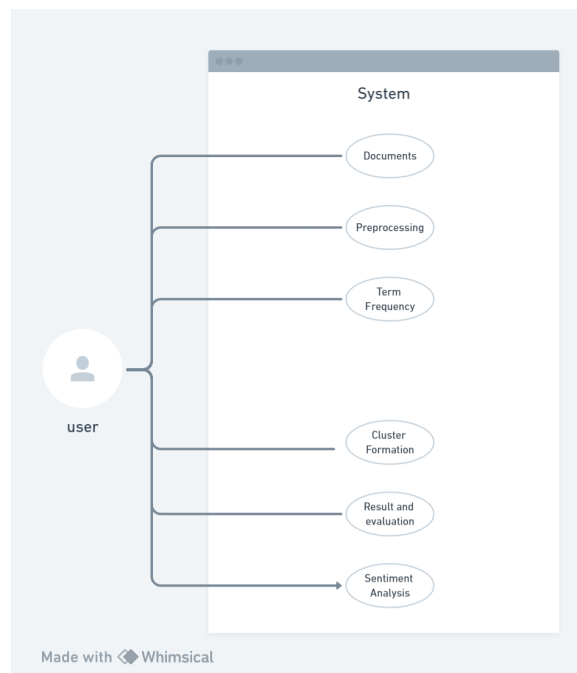 System
Documents
Preprocessing
Term
Frequency
user
Cluster
Formation
Result and
evaluation
Sentiment
Analysis
Made with Whimsical